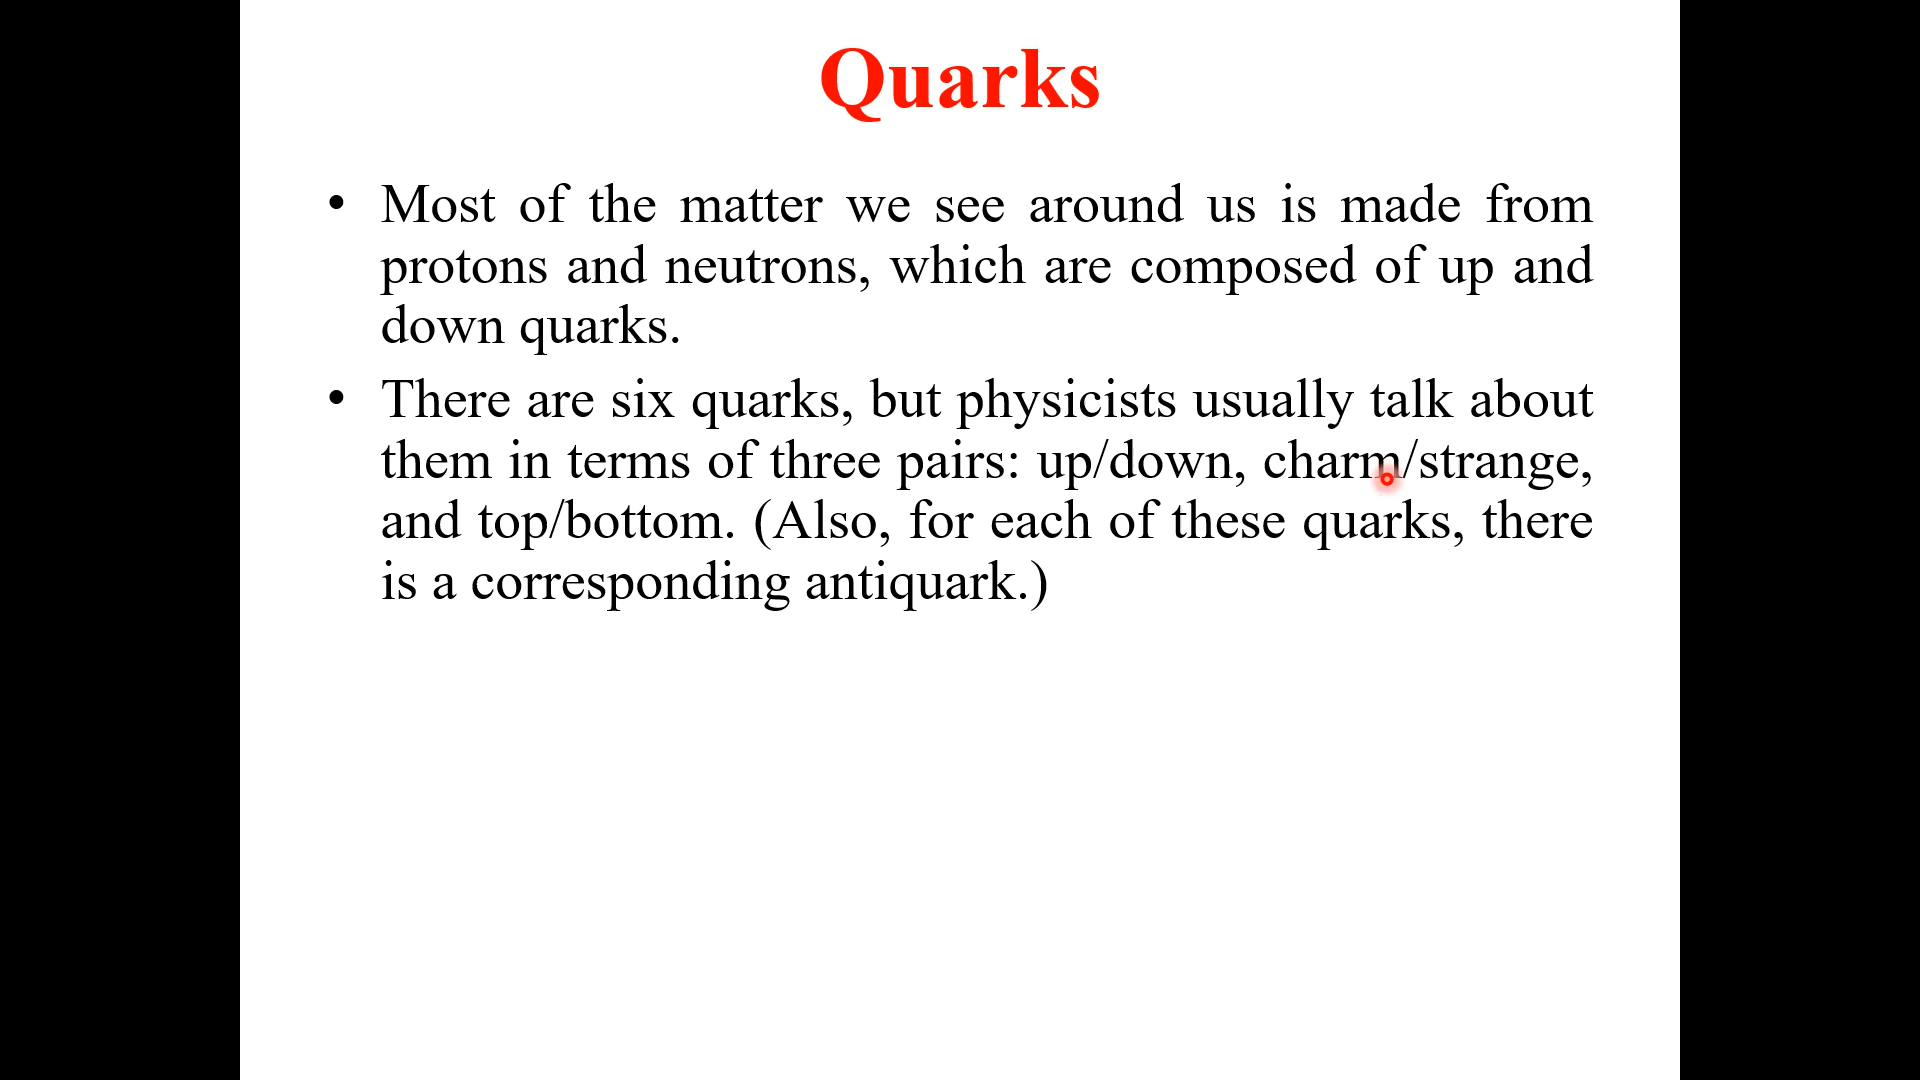 Quarks
• Most of the matter we see around us is made from
protons and neutrons, which are composed of up and
down quarks.
• There are six quarks, but physicists usually talk about
them in terms of three pairs: up/down, charm/strange,
and top/bottom. (Also, for each of these quarks, there
is a corresponding antiquark.)